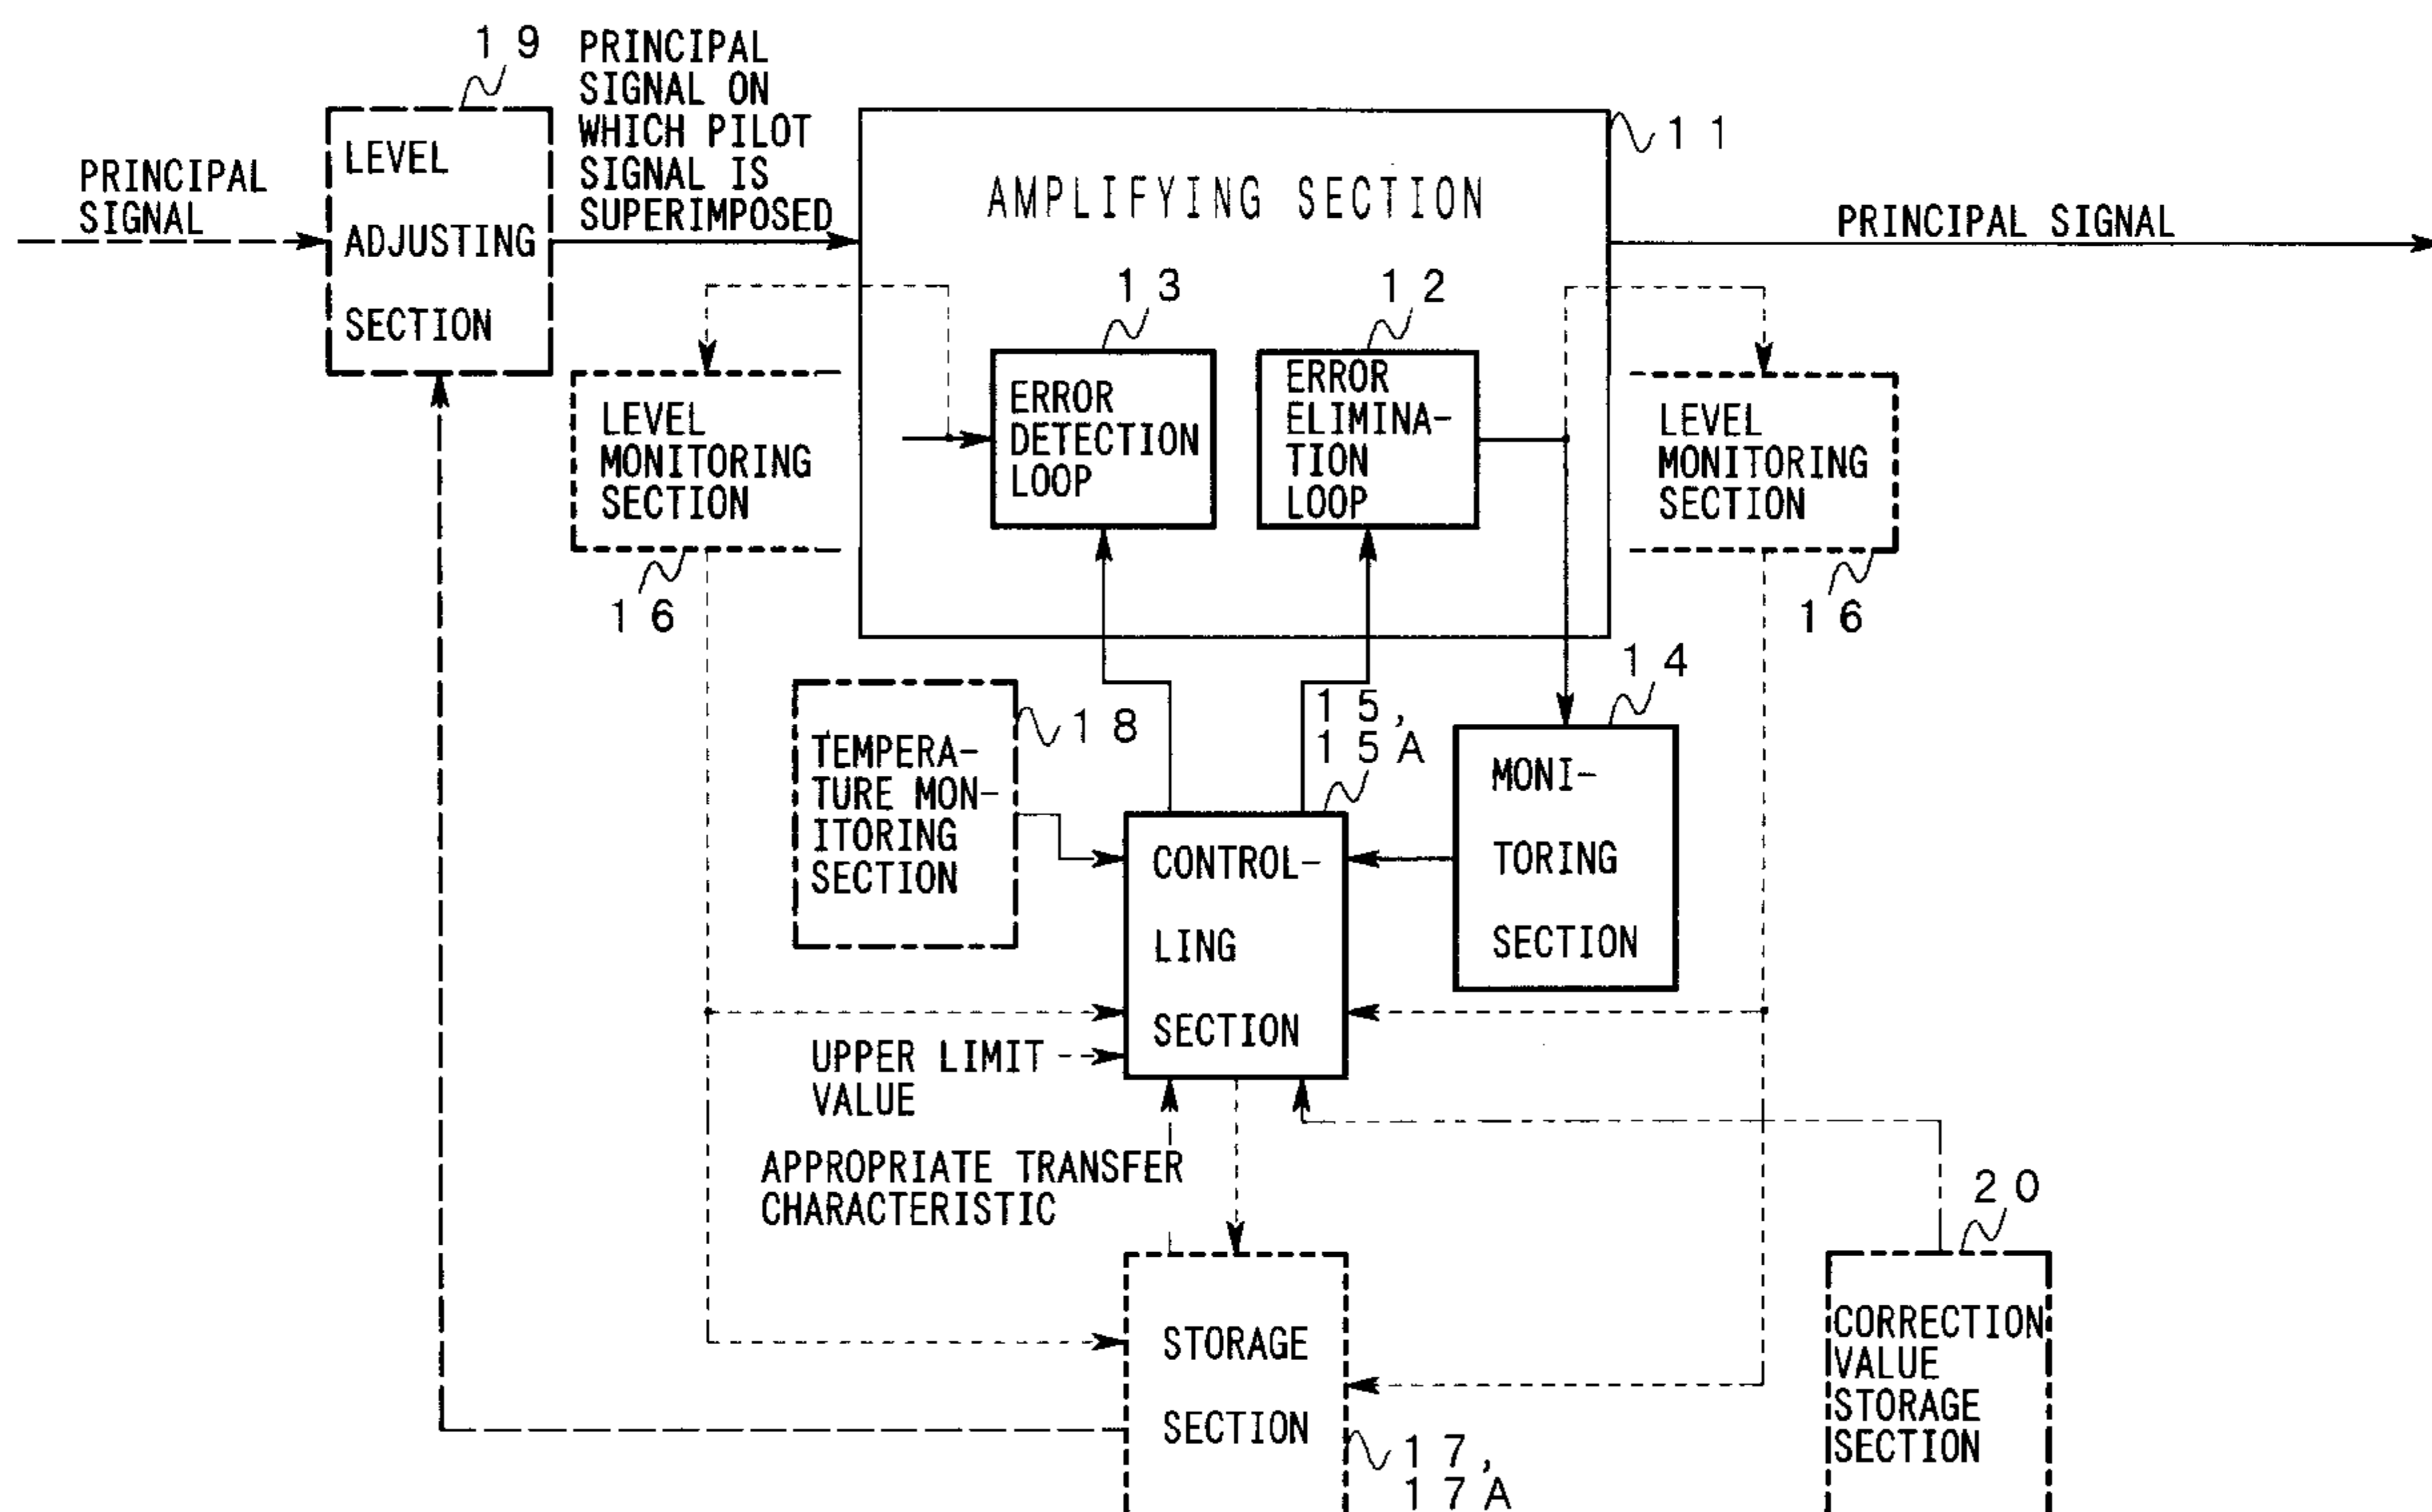 19
PRINCIPAL
SIGNAL ON
WHICH PILOT
SIGNAL IS
SUPERIMPOSED
PRINCIPAL
SIGNAL
LEVEL
ADJUSTING
SECTION
11
AMPLIFYING SECTION
PRINCIPAL SIGNAL
13
12
LEVEL
MONITORING
SECTION
16
ERROR
DETECTION
LOOP
ERROR
ELIMINA-
TION
LOOP
LEVEL
MONITORING
SECTION
16
14
18
15,
15A
TEMPERA-
TURE MON-
ITORING
SECTION
CONTROL-
LING
SECTION
MONI-
TORING
SECTION
UPPER LIMIT
VALUE
APPROPRIATE TRANSFER
CHARACTERISTIC
20
STORAGE
SECTION
17,
17A
CORRECTION
VALUE
STORAGE
SECTION